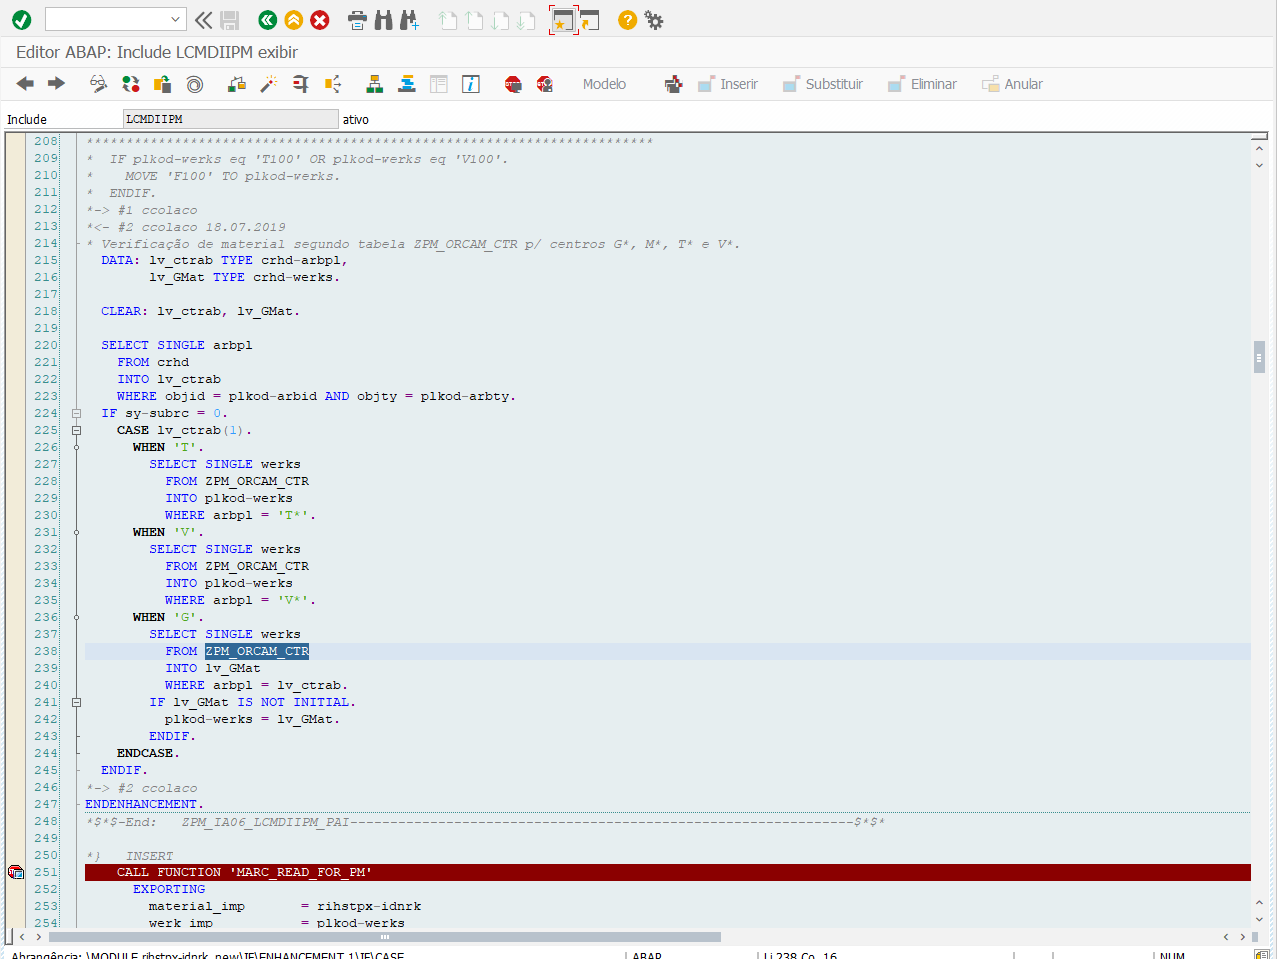 Editor ABAP: Include LCMDIIPM exibir
Modelo Inserir Substituir Eliminar Anular
Include LCMDIIPM ativo
208 ***********************************************************************
209 *  IF plkod-werks eq 'T100' OR plkod-werks eq 'V100'.
210 *    MOVE 'F100' TO plkod-werks.
211 *  ENDIF.
212 *-> #1 ccolaco
213 *<- #2 ccolaco 18.07.2019
214 * Verificação de material segundo tabela ZPM_ORCAM_CTR p/ centros G*, M*, T* e V*.
215   DATA: lv_ctrab TYPE crhd-arbpl,
216         lv_GMat TYPE crhd-werks.
217
218   CLEAR: lv_ctrab, lv_GMat.
219
220   SELECT SINGLE arbpl
221     FROM crhd
222     INTO lv_ctrab
223     WHERE objid = plkod-arbid AND objty = plkod-arbty.
224   IF sy-subrc = 0.
225     CASE lv_ctrab(1).
226       WHEN 'T'.
227         SELECT SINGLE werks
228           FROM ZPM_ORCAM_CTR
229           INTO plkod-werks
230           WHERE arbpl = 'T*'.
231       WHEN 'V'.
232         SELECT SINGLE werks
233           FROM ZPM_ORCAM_CTR
234           INTO plkod-werks
235           WHERE arbpl = 'V*'.
236       WHEN 'G'.
237         SELECT SINGLE werks
238           FROM ZPM_ORCAM_CTR
239           INTO lv_GMat
240           WHERE arbpl = lv_ctrab.
241         IF lv_GMat IS NOT INITIAL.
242           plkod-werks = lv_GMat.
243         ENDIF.
244     ENDCASE.
245   ENDIF.
246 *-> #2 ccolaco
247 ENDENHANCEMENT.
248 *$*$-End:   ZPM_IA06_LCMDIIPM_PAI---------------------------------------------------------------$*$*
249
250 *)   INSERT
251     CALL FUNCTION 'MARC_READ_FOR_PM'
252       EXPORTING
253         material_imp       = rihstpx-idnrk
254         werk_imp           = plkod-werks
Abrangência: \MODULE rihstpx-idnrk_new\IF\ENHANCEMENT 1\IF\CASE ABAP Li 238 Co 16 NUM